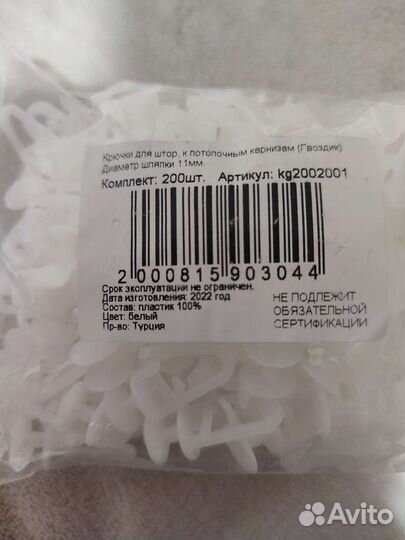 Крючки для штор, к потолочным карнизам (Гвоздик)
Диаметр шляпки 11мм.
Комплект: 200шт. Артикул: kg2002001
2 000815 903044
Срок эксплуатации не ограничен.
Дата изготовления: 2022 год
Состав: пластик 100%
Цвет: белый
Пр-во: Турция
НЕ ПОДЛЕЖИТ
ОБЯЗАТЕЛЬНОЙ
СЕРТИФИКАЦИИ
Avito